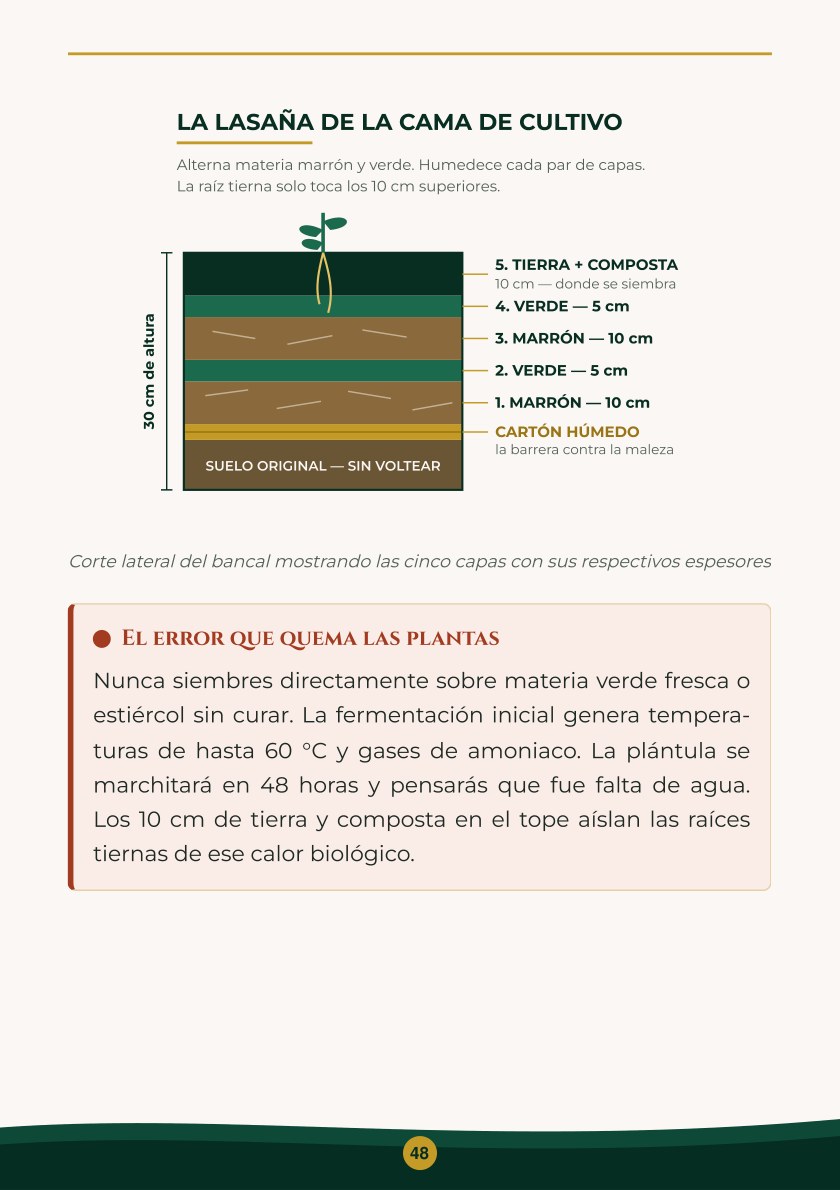 LA LASAÑA DE LA CAMA DE CULTIVO
Alterna materia marrón y verde. Humedece cada par de capas.
La raíz tierna solo toca los 10 cm superiores.
30 cm de altura
5. TIERRA + COMPOSTA
10 cm — donde se siembra
4. VERDE — 5 cm
3. MARRÓN — 10 cm
2. VERDE — 5 cm
1. MARRÓN — 10 cm
CARTÓN HÚMEDO
la barrera contra la maleza
SUELO ORIGINAL — SIN VOLTEAR
Corte lateral del bancal mostrando las cinco capas con sus respectivos espesores
El error que quema las plantas
Nunca siembres directamente sobre materia verde fresca o
estiércol sin curar. La fermentación inicial genera tempera-
turas de hasta 60 °C y gases de amoniaco. La plántula se
marchitará en 48 horas y pensarás que fue falta de agua.
Los 10 cm de tierra y composta en el tope aíslan las raíces
tiernas de ese calor biológico.
48